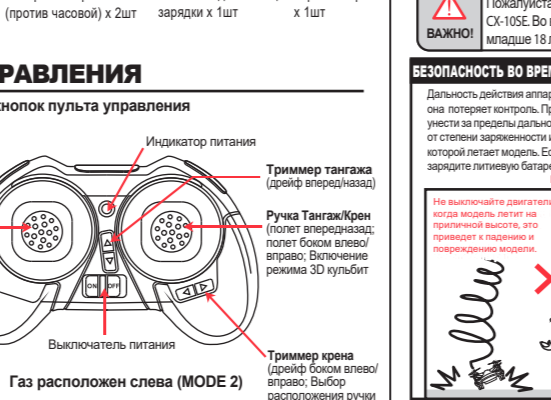 (против часовой) x 2шт
зарядки x 1шт
x 1шт
РАВЛЕНИЯ
кнопок пульта управления
Индикатор питания
Триммер тангажа
(дрейф вперед/назад)
Ручка Тангаж/Крен
(полет впередназад;
полет боком влево/
вправо; Включение
режима 3D кульбит
ON
OFF
Выключатель питания
Триммер крена
(дрейф боком влево/
вправо; Выбор
расположения ручки
Газ расположен слева (MODE 2)
Пожалуйста
CX-10SE. Во
младше 18 л
ВАЖНО!
БЕЗОПАСНОСТЬ ВО ВРЕМ
Дальность действия аппар
она потеряет контроль. Пр
унести за пределы дально
от степени заряженности и
которой летает модель. Ес
зарядите литиевую батаре
Не выключайте двигатели
когда модель летит на
приличной высоте, это
приведет к падению и
повреждению модели.